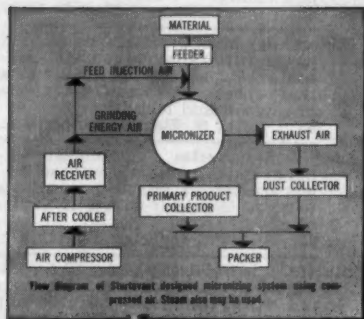 MATERIAL
FEEDER
FEED INJECTION AIR
GRINDING
ENERGY AIR
MICRONIZER
EXHAUST AIR
AIR
RECEIVER
PRIMARY PRODUCT
COLLECTOR
DUST COLLECTOR
AFTER COOLER
AIR COMPRESSOR
PACKER
Flow diagram of Sturtevant designed micronizing system using com-
pressed air. Steam also may be used.